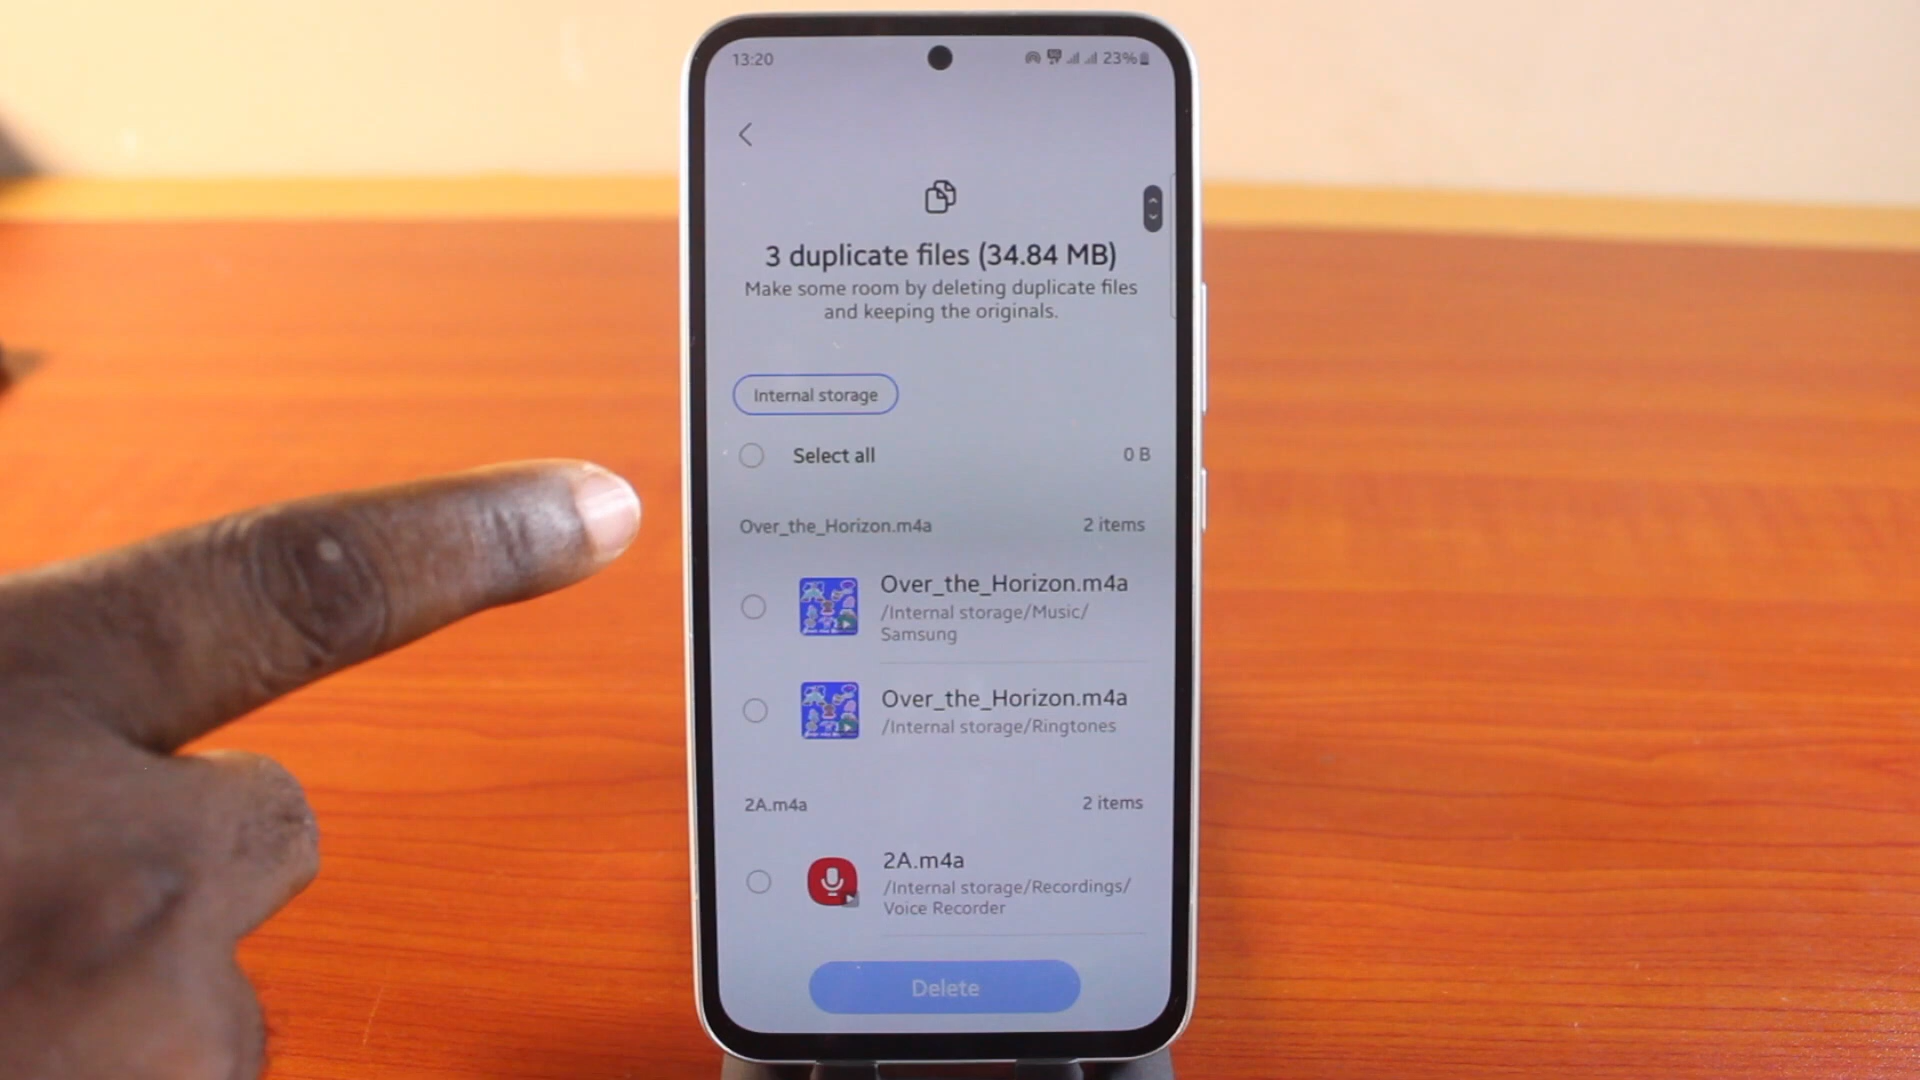 13:20
23%
3 duplicate files (34.84 MB)
Make some room by deleting duplicate files
and keeping the originals.
Internal storage
Select all 0 B
Over_the_Horizon.m4a 2 items
Over_the_Horizon.m4a
/Internal storage/Music/
Samsung
Over_the_Horizon.m4a
/Internal storage/Ringtones
2A.m4a 2 items
2A.m4a
/Internal storage/Recordings/
Voice Recorder
Delete